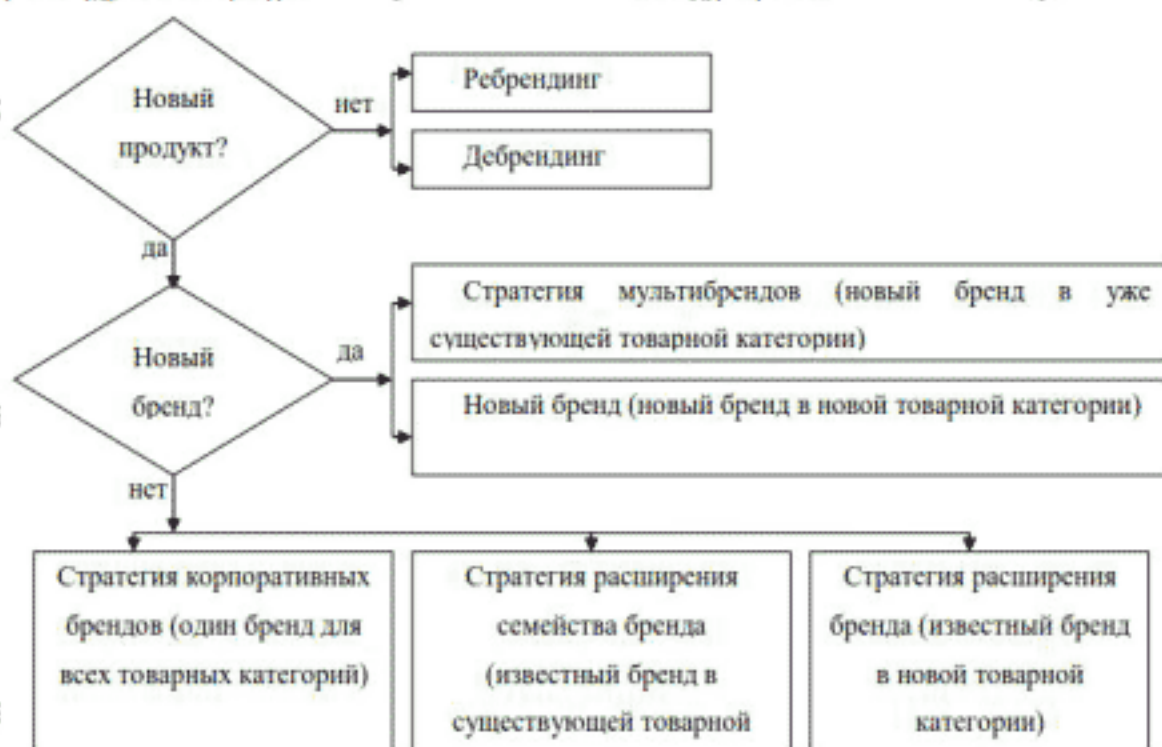 Новый
продукт?
нет
Ребрендинг
Дебрендинг
да
Новый
бренд?
да
Стратегия мультибрендов (новый бренд в уже
существующей товарной категории)
Новый бренд (новый бренд в новой товарной категории)
нет
Стратегия корпоративных
брендов (один бренд для
всех товарных категорий)
Стратегия расширения
семейства бренда
(известный бренд в
существующей товарной
Стратегия расширения
бренда (известный бренд
в новой товарной
категории)